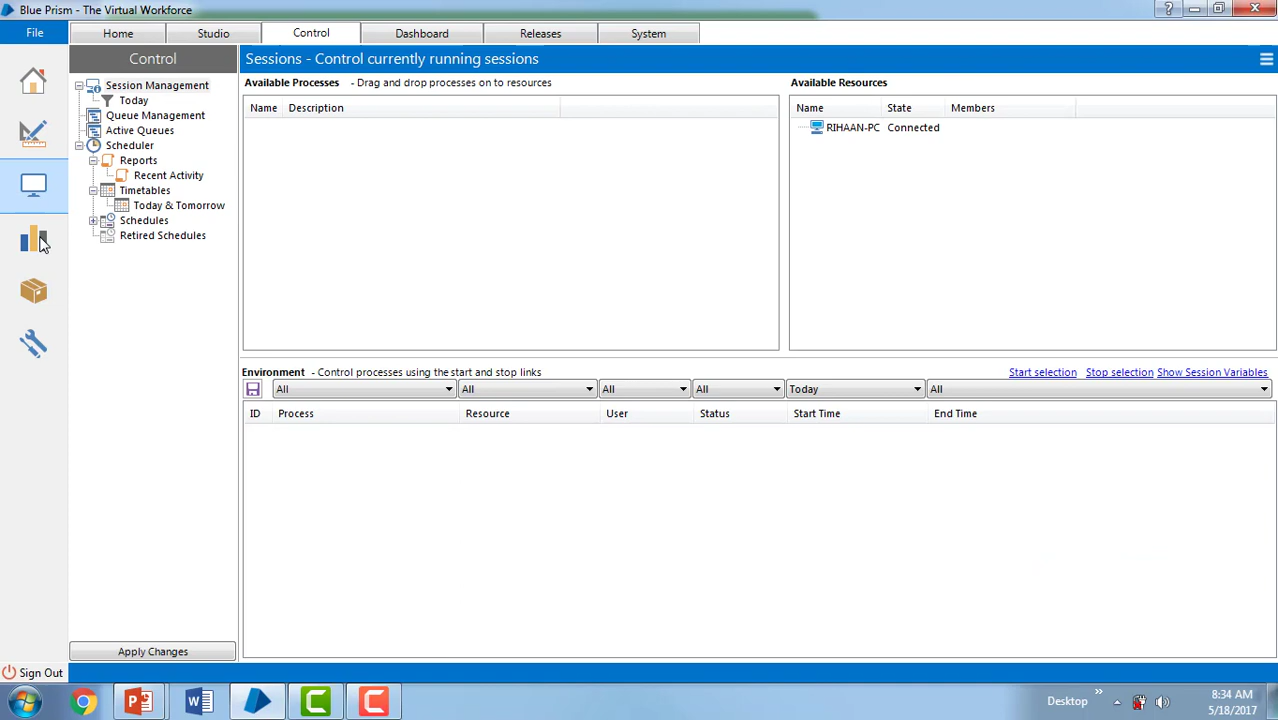 Blue Prism - The Virtual Workforce
File
Home Studio Control Dashboard Releases System
Control
Session Management
Today
Queue Management
Active Queues
Scheduler
Reports
Recent Activity
Timetables
Today & Tomorrow
Schedules
Retired Schedules
Apply Changes
Sign Out
Sessions - Control currently running sessions
Available Processes - Drag and drop processes on to resources
Name Description
Available Resources
Name State Members
RIHAAN-PC Connected
Environment - Control processes using the start and stop links
Start selection Stop selection Show Session Variables
All All All All Today All
ID Process Resource User Status Start Time End Time
Desktop
8:34 AM
5/18/2017